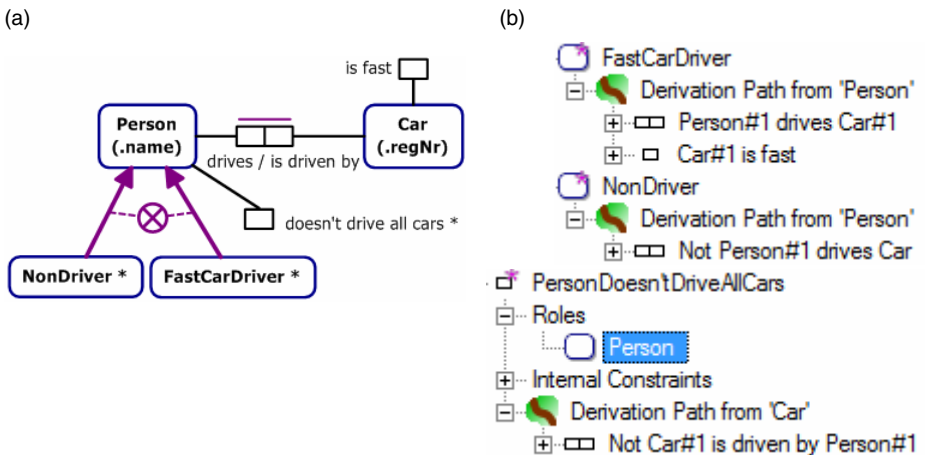 (a)
(b)
is fast
Person
(.name)
Car
(.regNr)
drives / is driven by
doesn't drive all cars *
NonDriver *
FastCarDriver *
FastCarDriver
Derivation Path from 'Person'
Person#1 drives Car#1
Car#1 is fast
NonDriver
Derivation Path from 'Person'
Not Person#1 drives Car
PersonDoesn'tDriveAllCars
Roles
Person
Internal Constraints
Derivation Path from 'Car'
Not Car#1 is driven by Person#1